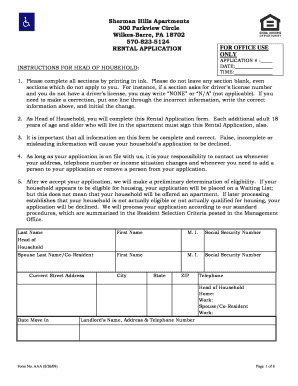 Sherman Hills Apartments
300 Parkview Circle
Wilkes-Barre, PA 18702
570-823-5124
RENTAL APPLICATION
EQUAL HOUSING
OPPORTUNITY
FOR OFFICE USE
ONLY
APPLICATION #:
DATE:
TIME:
INSTRUCTIONS FOR HEAD OF HOUSEHOLD:
1. Please complete all sections by printing in ink. Please do not leave any section blank, even
sections which do not apply to you. For instance, if a section asks for driver's license number
and you do not have a driver's license, you may write "NONE" or "N/A" (not applicable). If you
need to make a correction, put one line through the incorrect information, write the correct
information above, and initial the change.
2. As Head of Household, you will complete this Rental Application form. Each additional adult 18
years of age and older who will live in the apartment must sign this Rental Application, also.
3. It is important that all information on this form be complete and correct. False, incomplete or
misleading information will cause your household's application to be declined.
4. As long as your application is on file with us, it is your responsibility to contact us whenever
your address, telephone number or income situation changes and whenever you need to add a
person to your application or remove a person from your application.
5. After we accept your application, we will make a preliminary determination of eligibility. If your
household appears to be eligible for housing, your application will be placed on a Waiting List;
but this does not mean that your household will be offered an apartment. If later processing
establishes that your household is not actually eligible or not actually qualified for housing, your
application will be declined. We will process your application according to our standard
procedures, which are summarized in the Resident Selection Criteria posted in the Management
Office.
Last Name First Name M. I. Social Security Number
Head of
Household
Spouse Last Name/Co-Resident First Name M. I. Social Security Number
Current Street Address City State ZIP Telephone
Head of Household
Home:
Work:
Spouse/Co-Resident
Work:
Date Move In Landlord's Name, Address & Telephone Number
Page 1 of 8